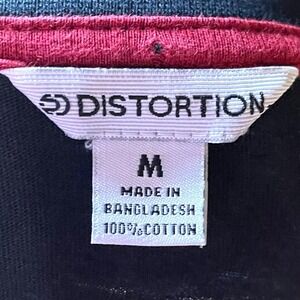 DISTORTION
M
MADE IN
BANGLADESH
100% COTTON